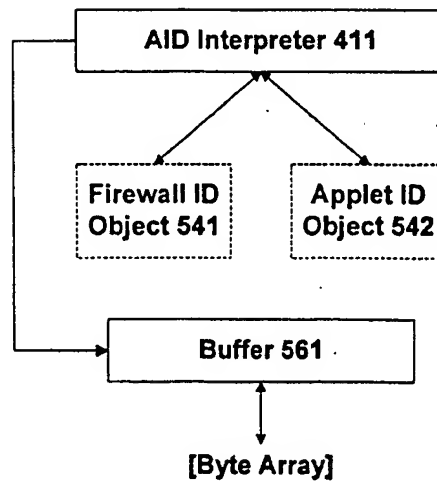 AID Interpreter 411
Firewall ID
Object 541
Applet ID
Object 542
Buffer 561
[Byte Array]